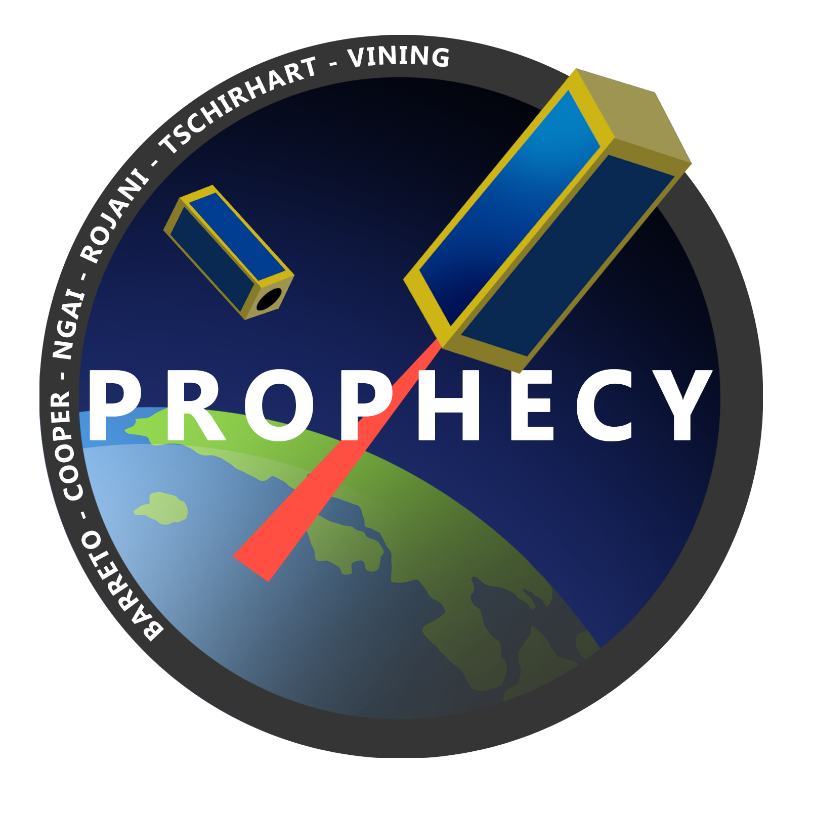 BARRETO - COOPER - NGAI - ROJANI - TSCHIRHART - VINING
PROPHECY